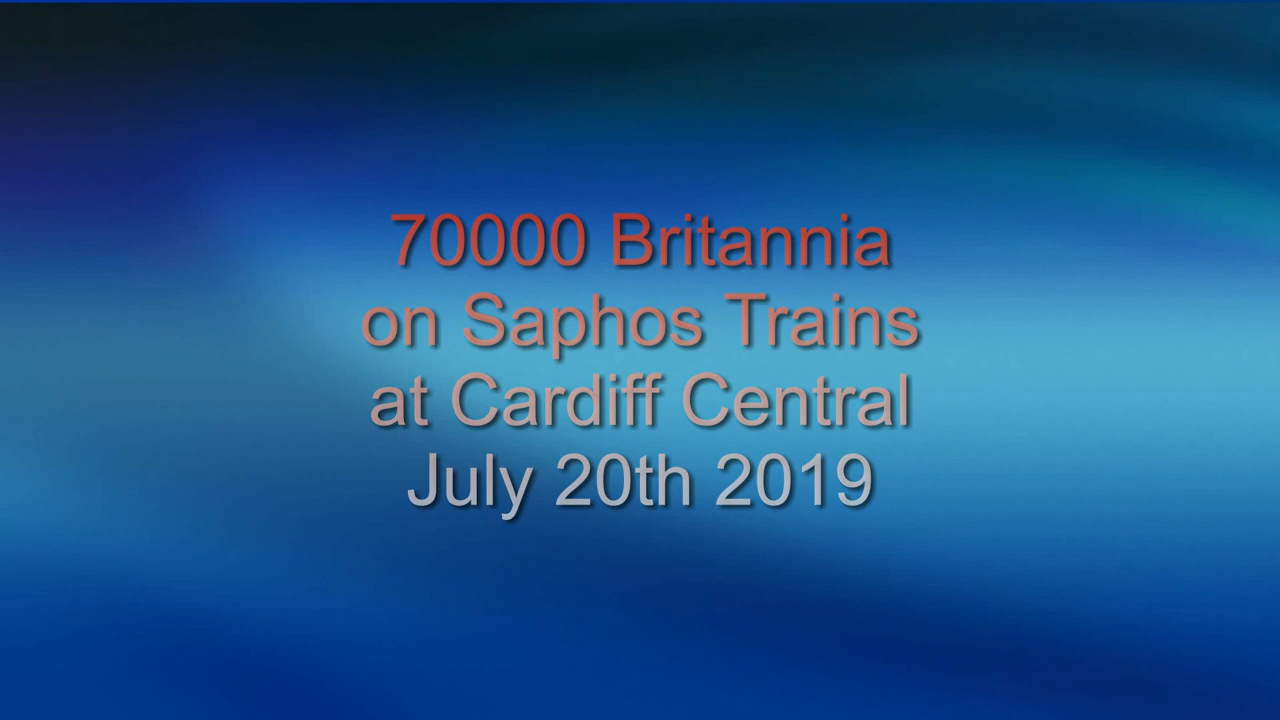 70000 Britannia
on Saphos Trains
at Cardiff Central
July 20th 2019